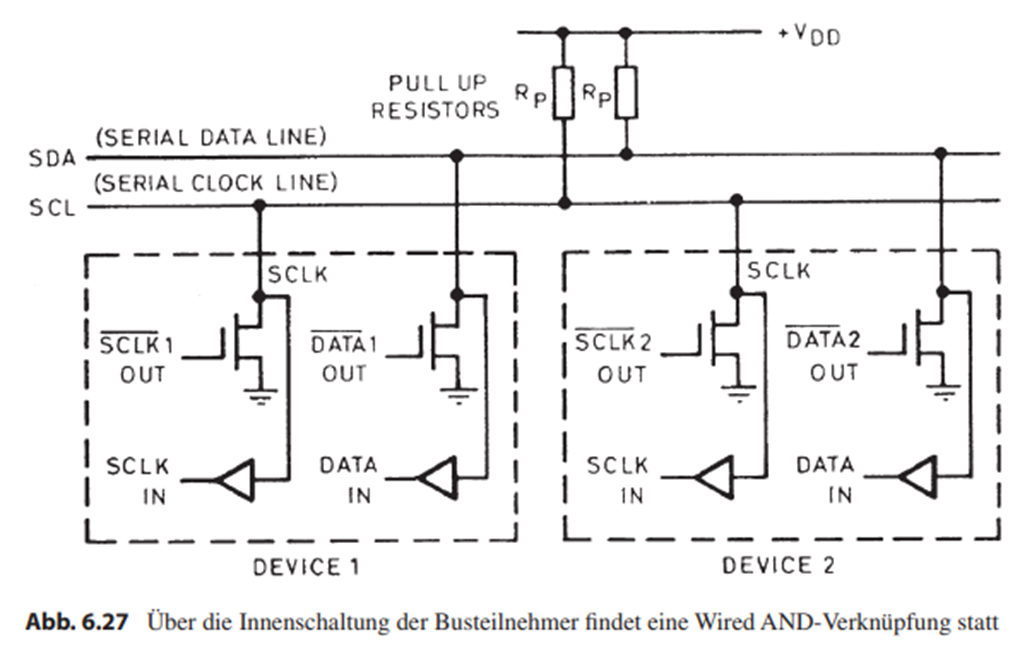 +VDD
PULL UP
RESISTORS
RP
RP
(SERIAL DATA LINE)
SDA
(SERIAL CLOCK LINE)
SCL
SCLK
SCLK
SCLK1
OUT
DATA1
OUT
SCLK2
OUT
DATA2
OUT
SCLK
IN
DATA
IN
SCLK
IN
DATA
IN
DEVICE 1
DEVICE 2
Abb. 6.27 Über die Innenschaltung der Busteilnehmer findet eine Wired AND-Verknüpfung statt